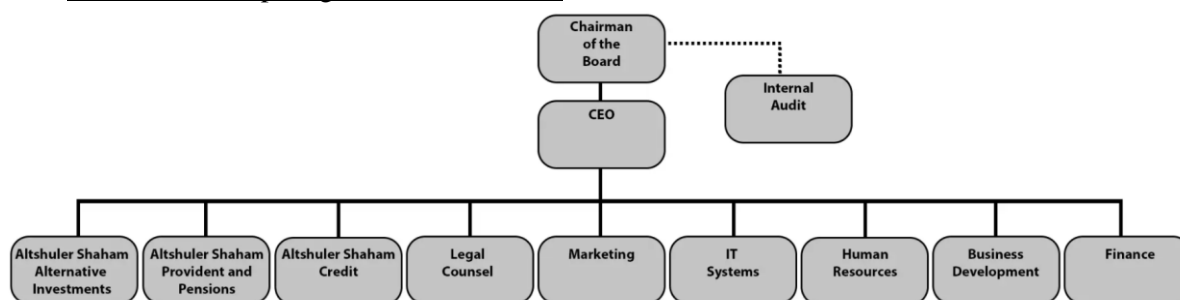 Chairman
of the
Board
Internal
Audit
CEO
Altshuler Shaham
Alternative
Investments
Altshuler Shaham
Provident and
Pensions
Altshuler Shaham
Credit
Legal
Counsel
Marketing
IT
Systems
Human
Resources
Business
Development
Finance